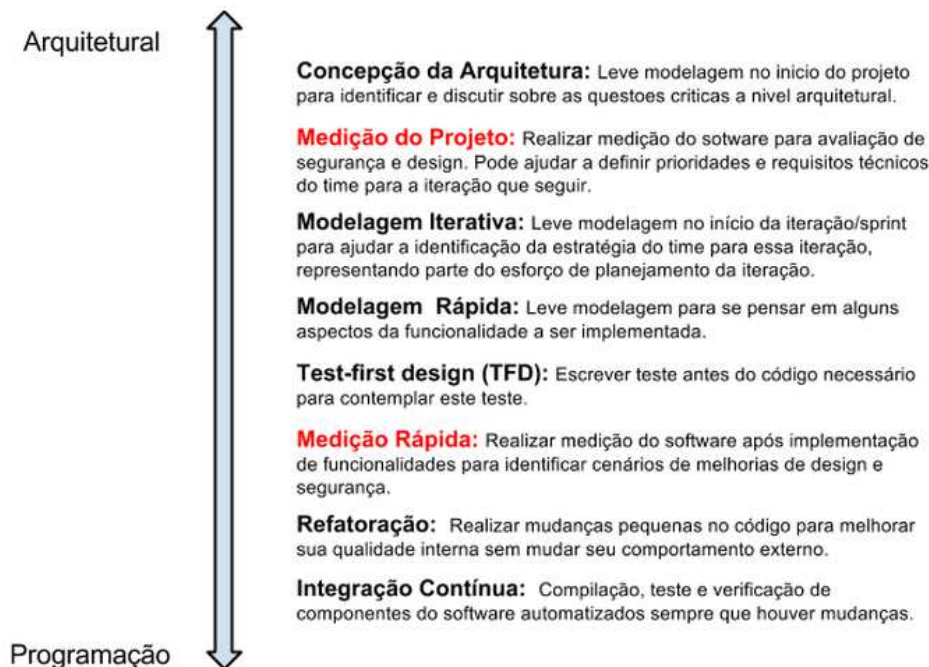 Arquitetural
Concepção da Arquitetura: Leve modelagem no inicio do projeto
para identificar e discutir sobre as questoes criticas a nivel arquitetural.
Medição do Projeto: Realizar medição do sotware para avaliação de
segurança e design. Pode ajudar a definir prioridades e requisitos técnicos
do time para a iteração que seguir.
Modelagem Iterativa: Leve modelagem no início da iteração/sprint
para ajudar a identificação da estratégia do time para essa iteração,
representando parte do esforço de planejamento da iteração.
Modelagem Rápida: Leve modelagem para se pensar em alguns
aspectos da funcionalidade a ser implementada.
Test-first design (TFD): Escrever teste antes do código necessário
para contemplar este teste.
Medição Rápida: Realizar medição do software após implementação
de funcionalidades para identificar cenários de melhorias de design e
segurança.
Refatoração: Realizar mudanças pequenas no código para melhorar
sua qualidade interna sem mudar seu comportamento externo.
Integração Contínua: Compilação, teste e verificação de
componentes do software automatizados sempre que houver mudanças.
Programação